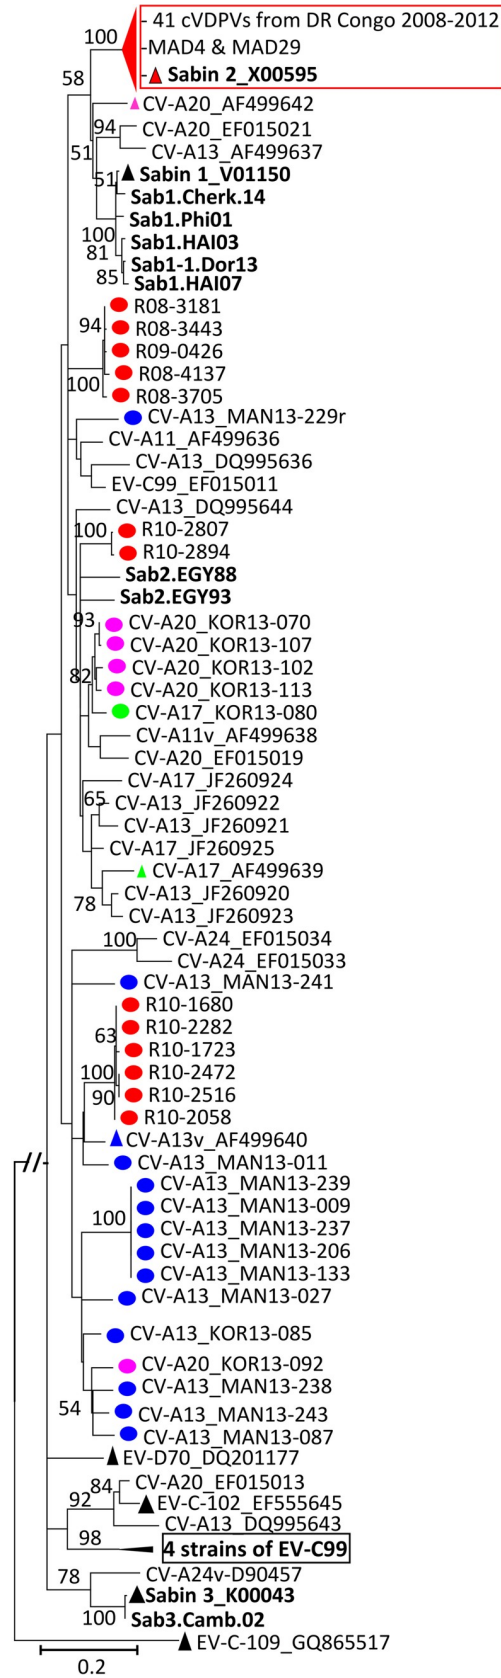 100
41 cVDPVs from DR Congo 2008-2012
MAD4 & MAD29
Sabin 2_X00595
58
CV-A20_AF499642
94
CV-A20_EF015021
51
CV-A13_AF499637
51
Sabin 1_V01150
Sab1.Cherk.14
Sab1.Phi01
100
Sab1.HAI03
81
Sab1-1.Dor13
85
Sab1.HAI07
R08-3181
94
R08-3443
R09-0426
R08-4137
100
R08-3705
CV-A13_MAN13-229r
CV-A11_AF499636
CV-A13_DQ995636
EV-C99_EF015011
CV-A13_DQ995644
100
R10-2807
R10-2894
Sab2.EGY88
Sab2.EGY93
93
CV-A20_KOR13-070
CV-A20_KOR13-107
CV-A20_KOR13-102
82
CV-A20_KOR13-113
CV-A17_KOR13-080
CV-A11v_AF499638
CV-A20_EF015019
CV-A17_JF260924
65
CV-A13_JF260922
CV-A13_JF260921
CV-A17_JF260925
CV-A17_AF499639
CV-A13_JF260920
78
CV-A13_JF260923
100
CV-A24_EF015034
CV-A24_EF015033
CV-A13_MAN13-241
R10-1680
R10-2282
63
R10-1723
100
R10-2472
90
R10-2516
R10-2058
CV-A13v_AF499640
CV-A13_MAN13-011
CV-A13_MAN13-239
CV-A13_MAN13-009
100
CV-A13_MAN13-237
CV-A13_MAN13-206
CV-A13_MAN13-133
CV-A13_MAN13-027
CV-A13_KOR13-085
CV-A20_KOR13-092
CV-A13_MAN13-238
54
CV-A13_MAN13-243
CV-A13_MAN13-087
EV-D70_DQ201177
84
CV-A20_EF015013
92
EV-C-102_EF555645
CV-A13_DQ995643
98
4 strains of EV-C99
78
CV-A24v-D90457
Sabin 3_K00043
100
Sab3.Camb.02
EV-C-109_GQ865517
0.2